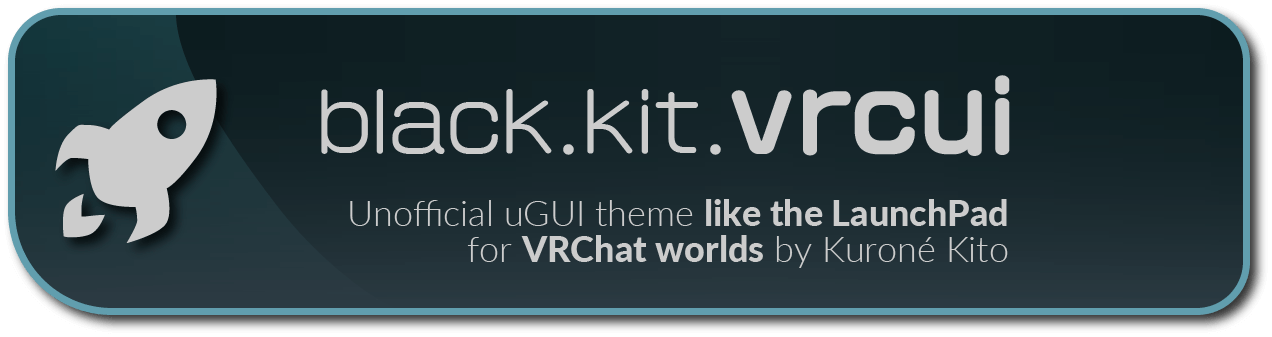 black.kit.vrcui
Unofficial uGUI theme like the LaunchPad
for VRChat worlds by Kuroné Kito